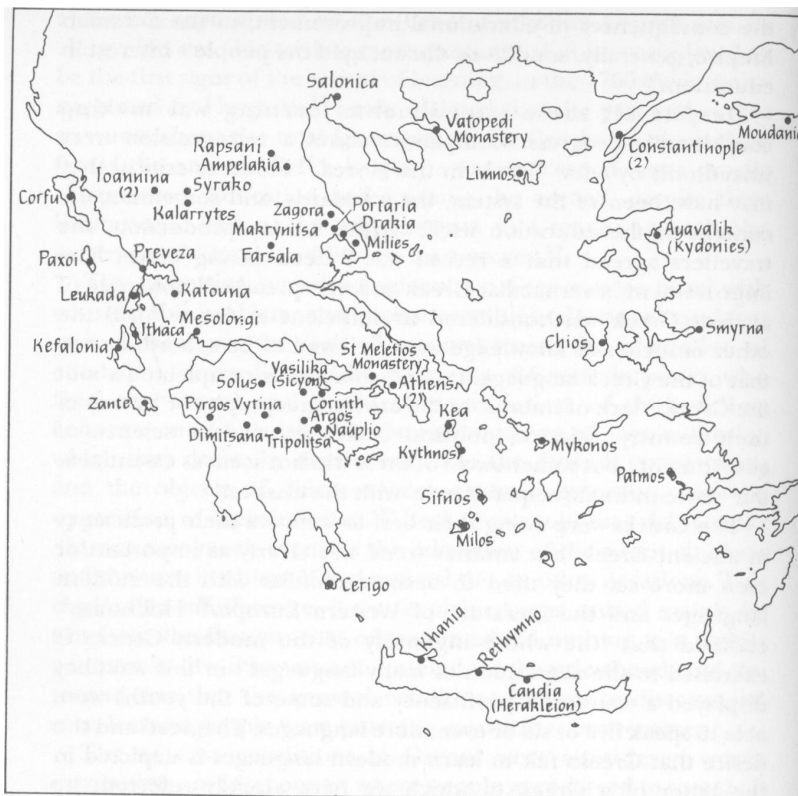 Salonica
Vatopedi
Monastery
Constantinople
(2)
Moudani
Rapsani
Ampelakia
Limnos
Ioannina
(2)
Syrako
Kalarrytes
Corfu
Portaria
Zagora
Drakia
Makrynitsa
Milies
Farsala
Ayavalik
(Kydonies)
Paxoi
Preveza
Leukada
Katouna
Mesolongi
Ithaca
Kefalonia
Smyrna
Chios
St Meletios
Monastery
Vasilika
(Sicyon)
Solus
Athens
(2)
Zante
Pyrgos
Vytina
Corinth
Argos
Nauplio
Kea
Dimitsana
Tripolitsa
Kythnos
Mykonos
Patmos
Sifnos
Milos
Cerigo
Khania
Rethymno
Candia
(Herakleion)